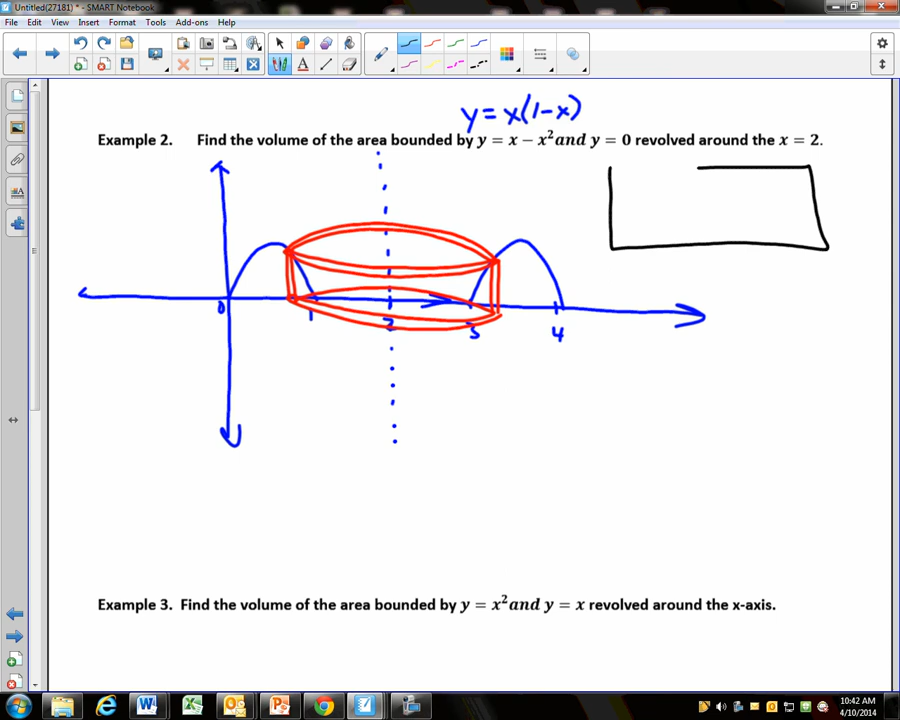 Untitled(27181) * - SMART Notebook
File Edit View Insert Format Tools Add-ons Help
y = x(1-x)
Example 2. Find the volume of the area bounded by y = x − x² and y = 0 revolved around the x = 2.
0 1 2 3 4
Example 3. Find the volume of the area bounded by y = x² and y = x revolved around the x-axis.
10:42 AM
4/10/2014